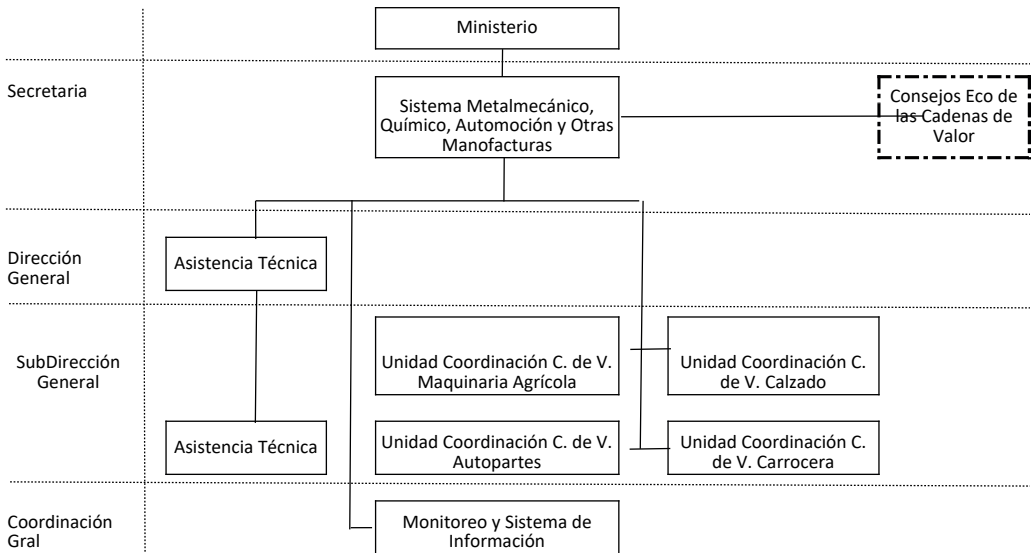 Ministerio
Secretaria
Sistema Metalmecánico,
Químico, Automoción y Otras
Manofacturas
Consejos Eco de
las Cadenas de
Valor
Dirección
General
Asistencia Técnica
SubDirección
General
Unidad Coordinación C. de V.
Maquinaria Agrícola
Unidad Coordinación C.
de V. Calzado
Asistencia Técnica
Unidad Coordinación C. de V.
Autopartes
Unidad Coordinación C.
de V. Carrocera
Coordinación
Gral
Monitoreo y Sistema de
Información